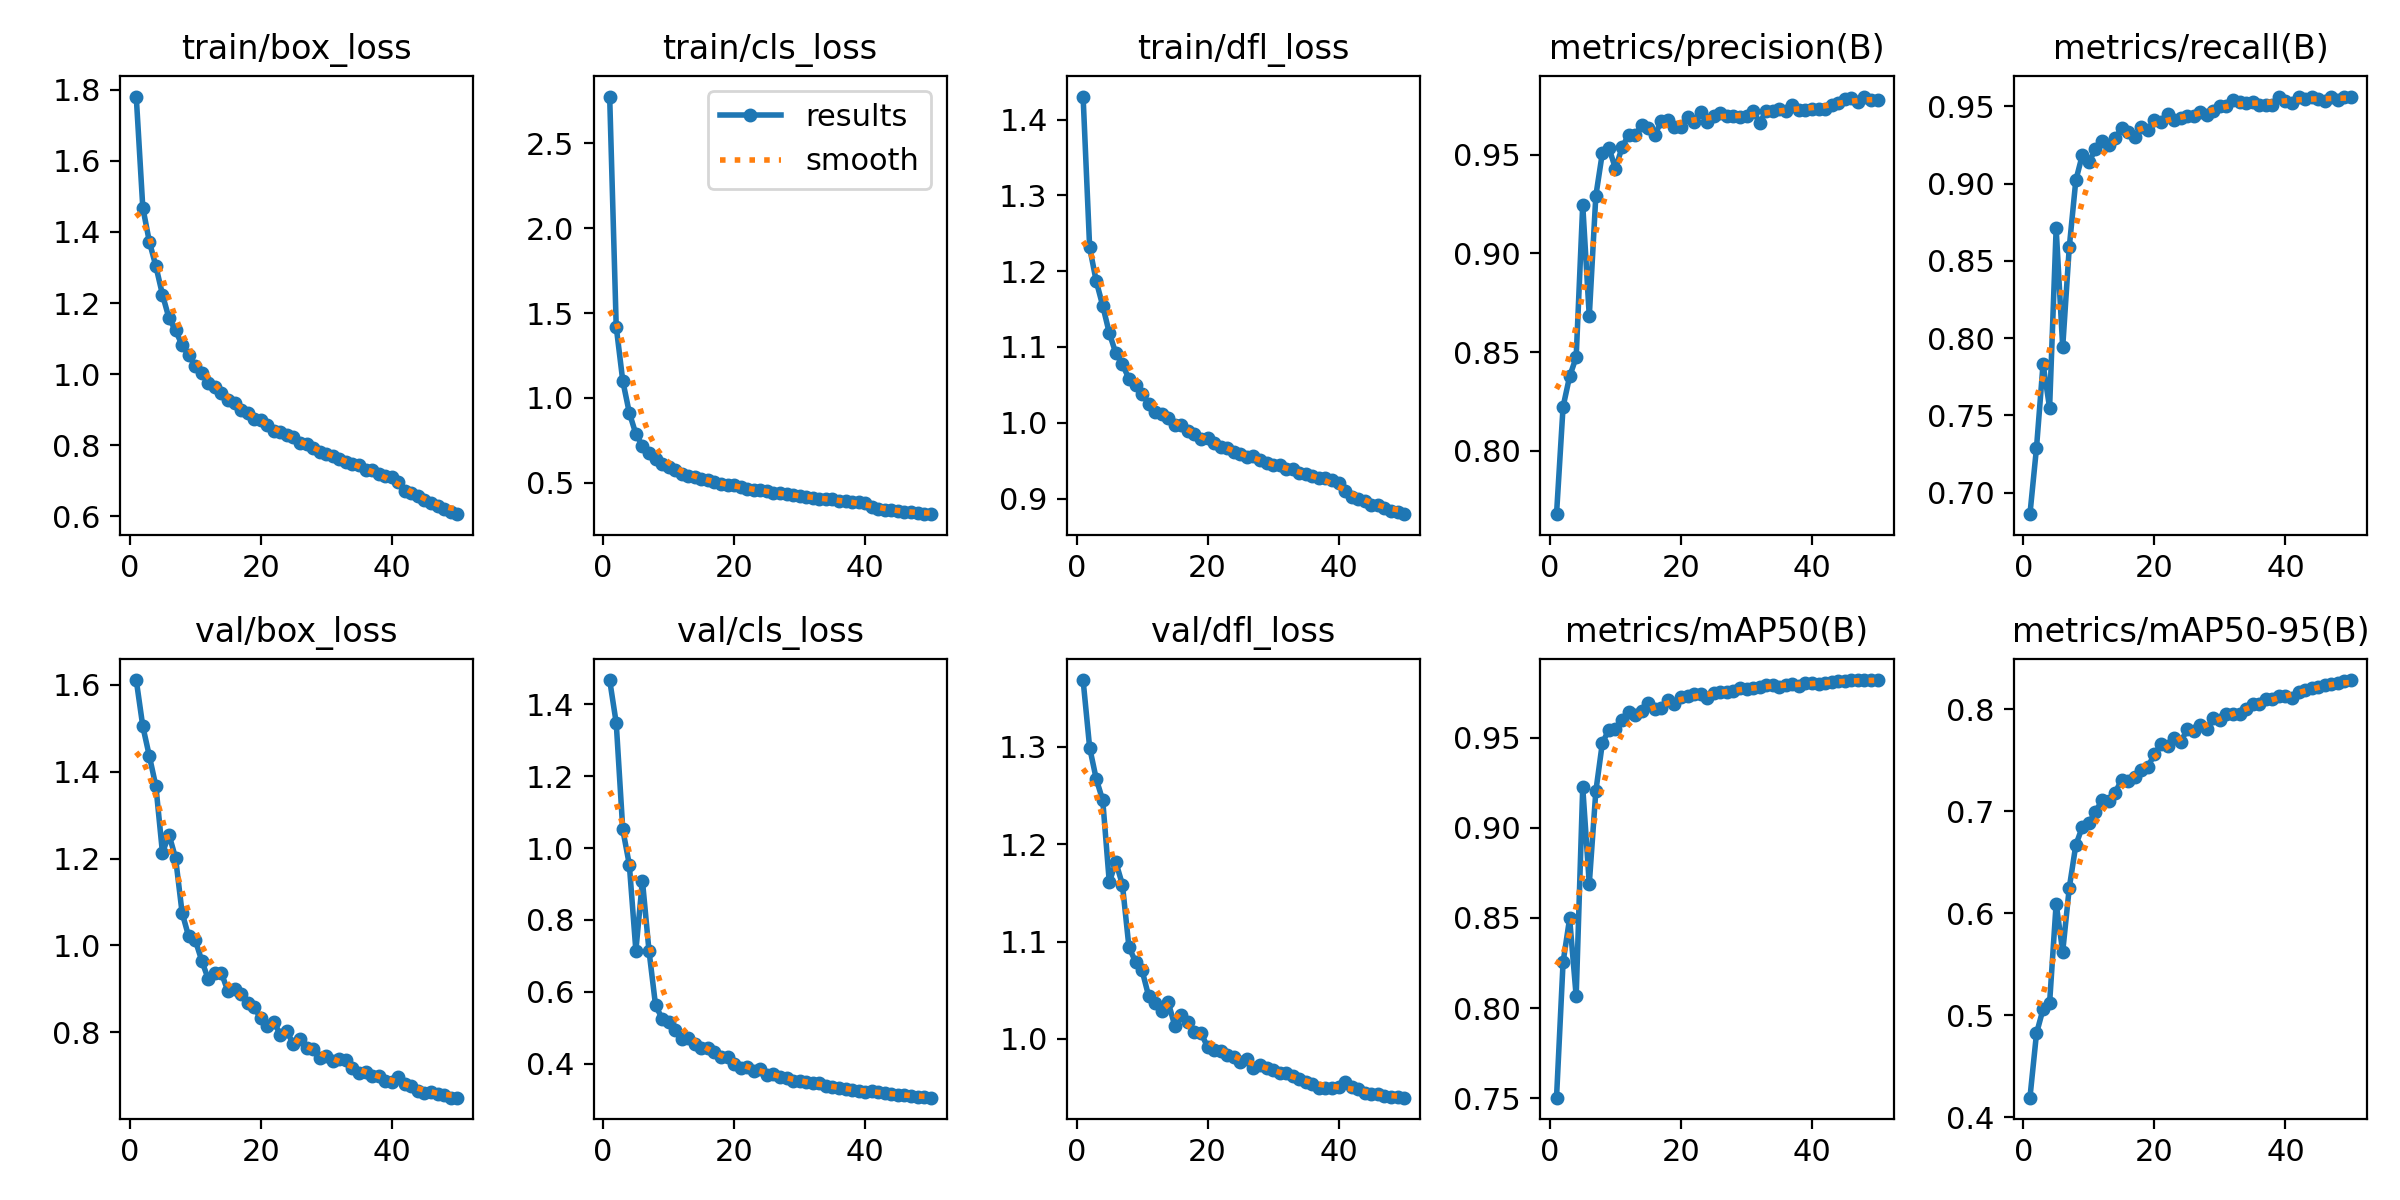 train/box_loss
train/cls_loss
train/dfl_loss
metrics/precision(B)
metrics/recall(B)
1.8
1.6
1.4
1.2
1.0
0.8
0.6
0 20 40
results
smooth
2.5
2.0
1.5
1.0
0.5
0 20 40
1.4
1.3
1.2
1.1
1.0
0.9
0 20 40
0.95
0.90
0.85
0.80
0 20 40
0.95
0.90
0.85
0.80
0.75
0.70
0 20 40
val/box_loss
val/cls_loss
val/dfl_loss
metrics/mAP50(B)
metrics/mAP50-95(B)
1.6
1.4
1.2
1.0
0.8
0 20 40
1.4
1.2
1.0
0.8
0.6
0.4
0 20 40
1.3
1.2
1.1
1.0
0 20 40
0.95
0.90
0.85
0.80
0.75
0 20 40
0.8
0.7
0.6
0.5
0.4
0 20 40